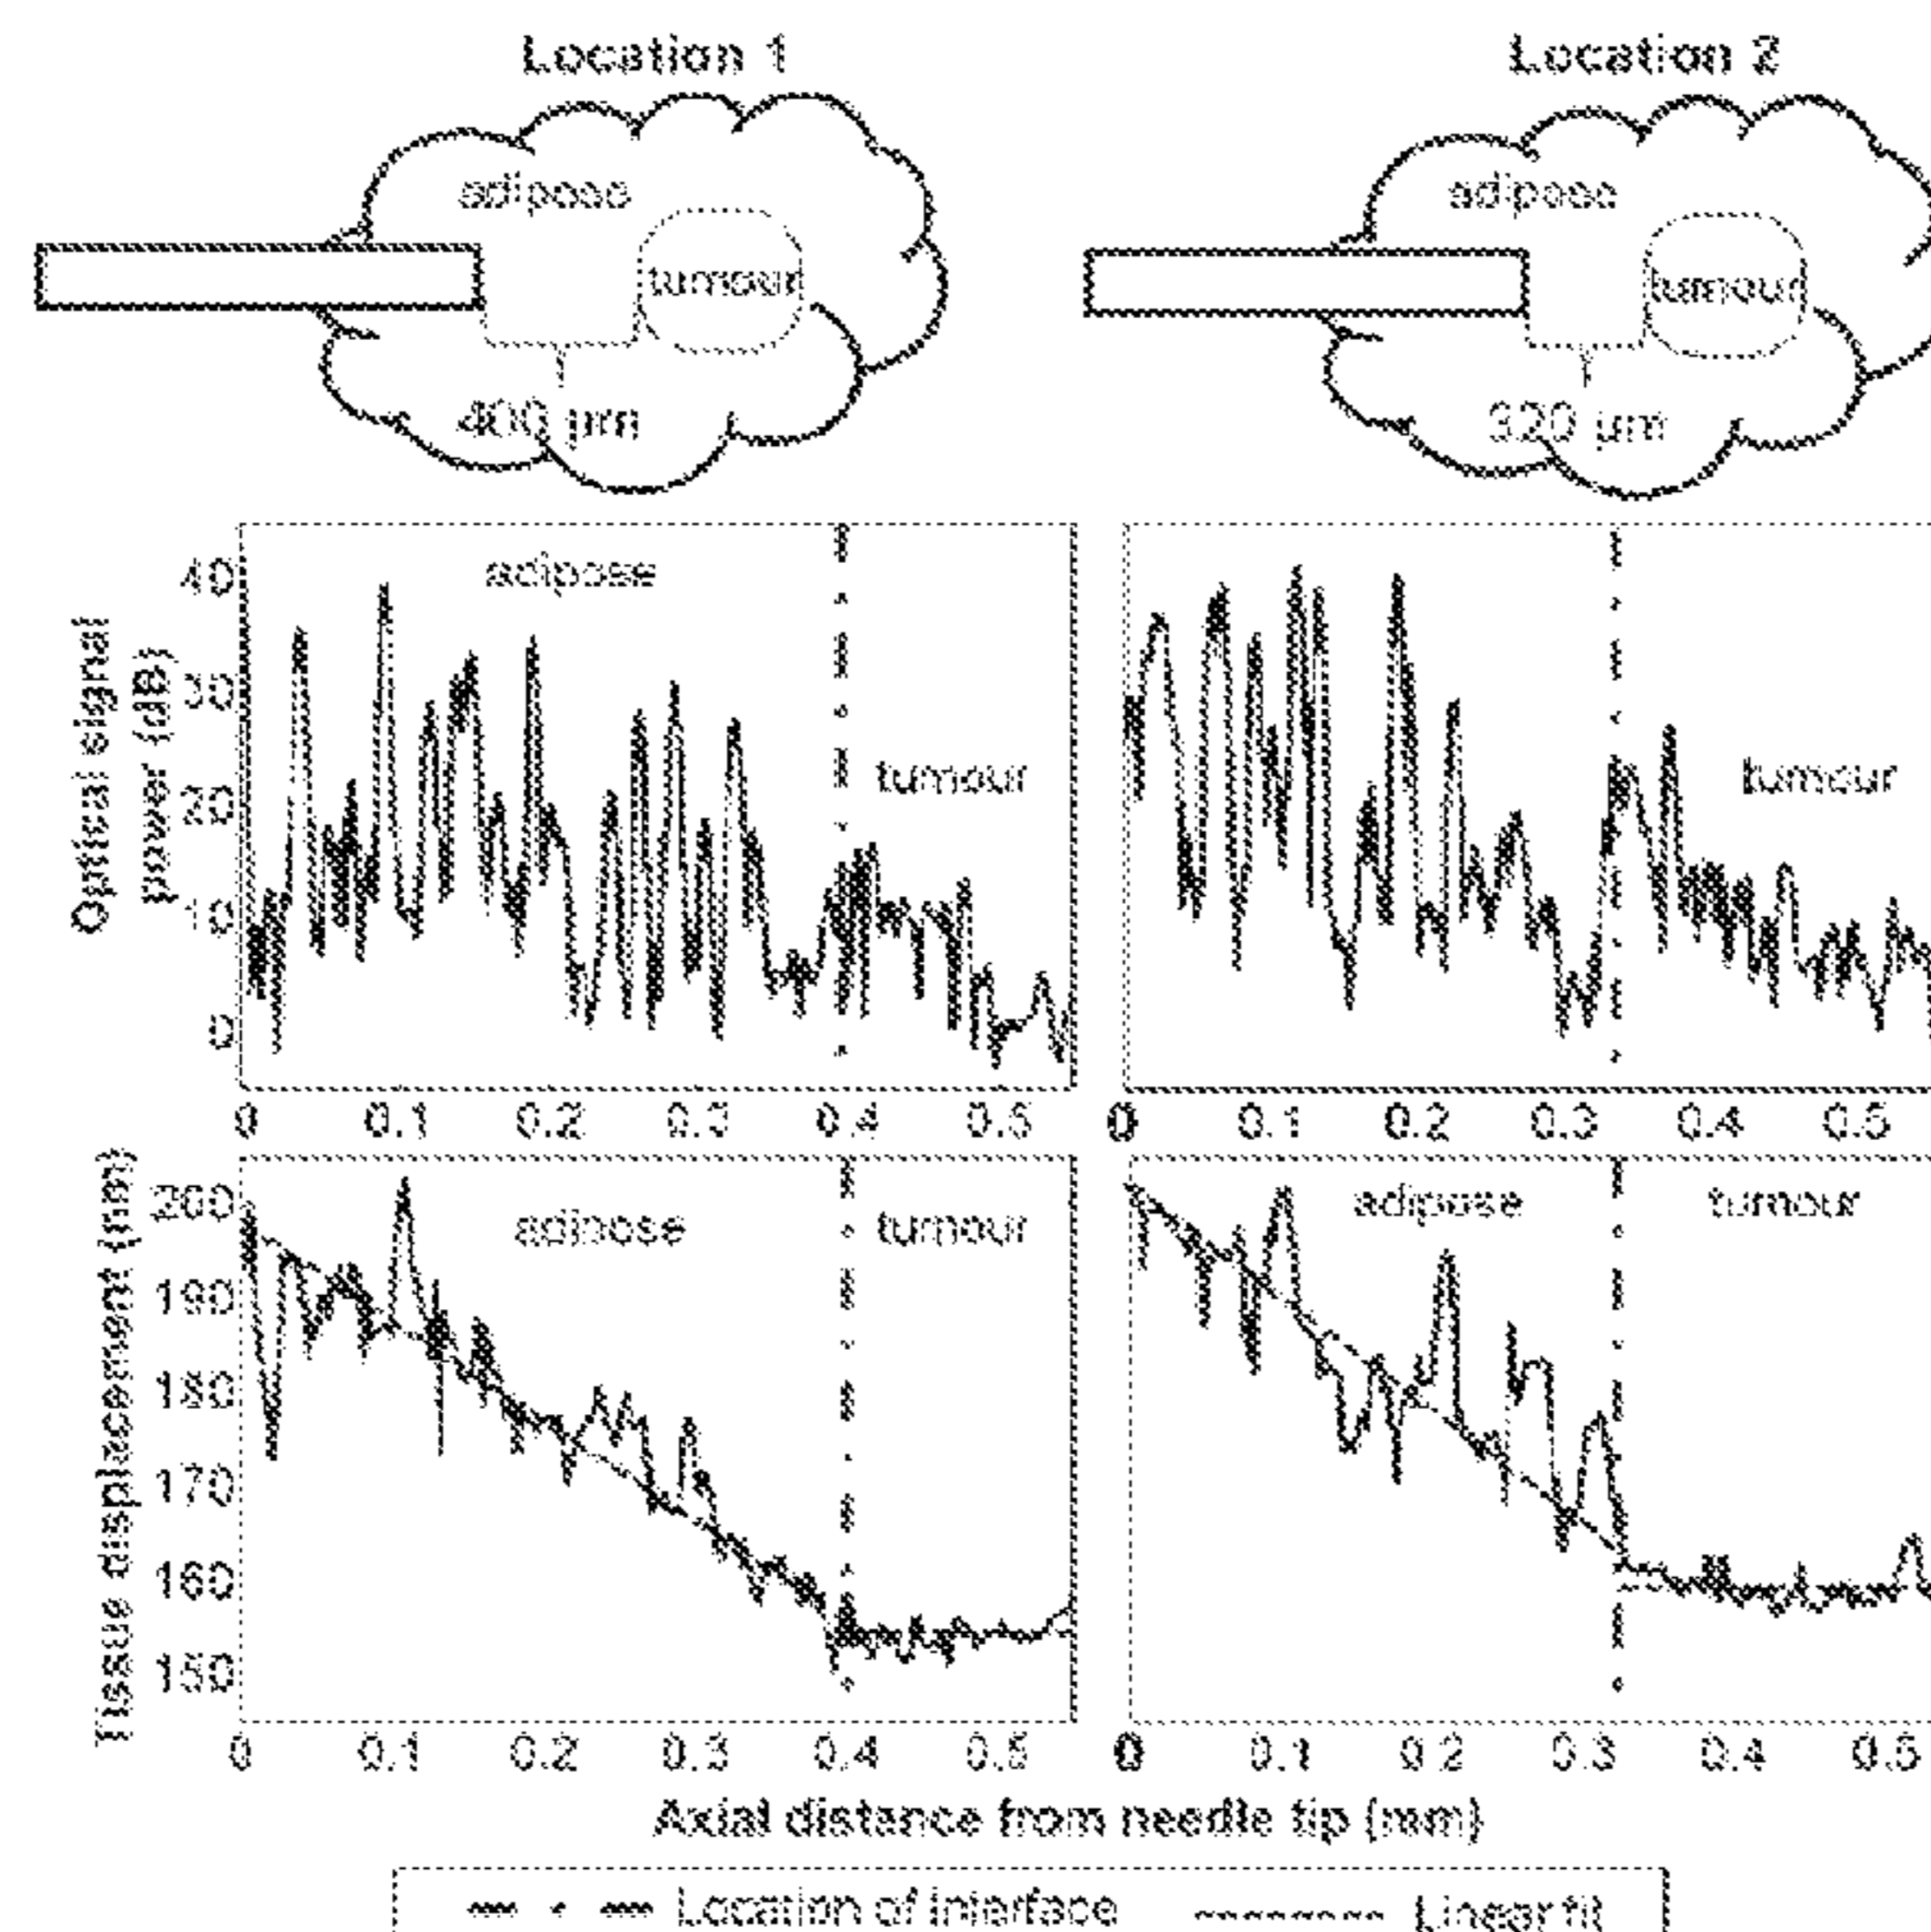 Location 1
Location 2
adipose
adipose
tumour
tumour
400 µm
320 µm
Optical signal
power (dB)
40
30
20
10
0
adipose
tumour
tumour
0 0.1 0.2 0.3 0.4 0.5
0 0.1 0.2 0.3 0.4 0.5
Tissue displacement (nm)
200
190
180
170
160
150
adipose
tumour
adipose
tumour
0 0.1 0.2 0.3 0.4 0.5
0 0.1 0.2 0.3 0.4 0.5
Axial distance from needle tip (mm)
Location of interface
Linear fit